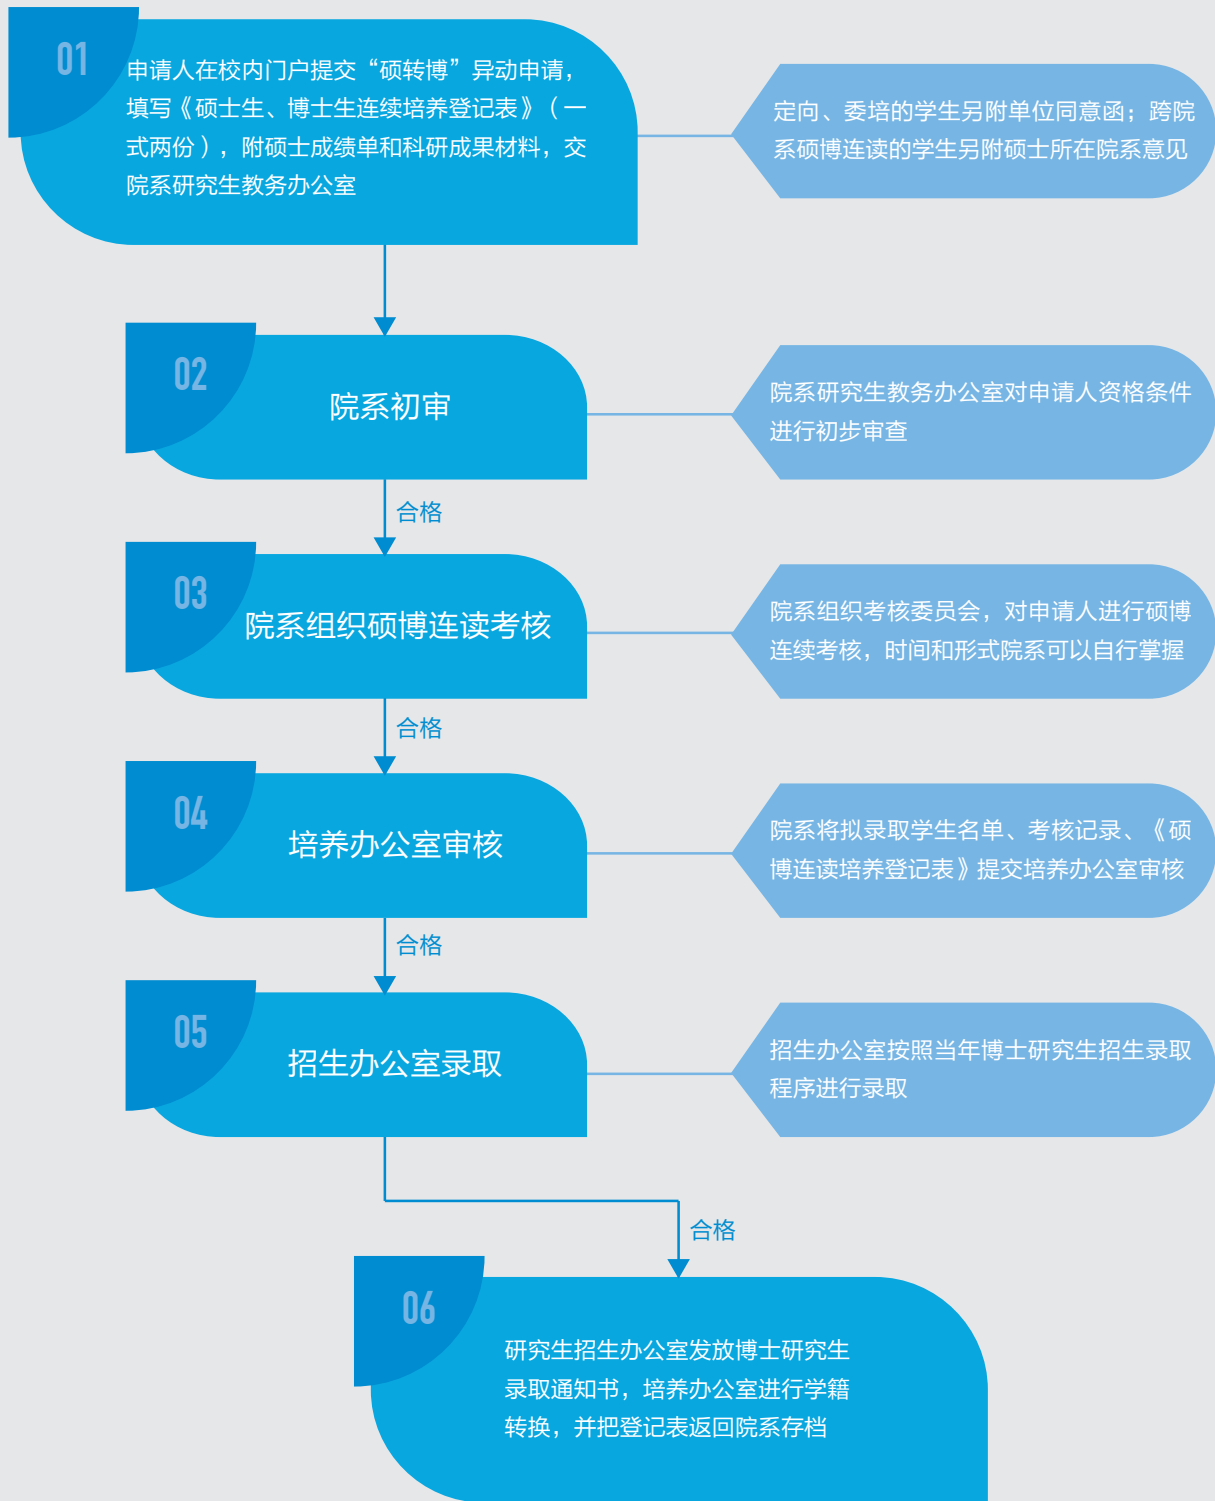 01
申请人在校内门户提交“硕转博”异动申请，
填写《硕士生、博士生连续培养登记表》（一
式两份），附硕士成绩单和科研成果材料，交
院系研究生教务办公室
定向、委培的学生另附单位同意函；跨院
系硕博连读的学生另附硕士所在院系意见
02
院系初审
院系研究生教务办公室对申请人资格条件
进行初步审查
合格
03
院系组织硕博连读考核
院系组织考核委员会，对申请人进行硕博
连续考核，时间和形式院系可以自行掌握
合格
04
培养办公室审核
院系将拟录取学生名单、考核记录、《硕
博连读培养登记表》提交培养办公室审核
合格
05
招生办公室录取
招生办公室按照当年博士研究生招生录取
程序进行录取
合格
06
研究生招生办公室发放博士研究生
录取通知书，培养办公室进行学籍
转换，并把登记表返回院系存档